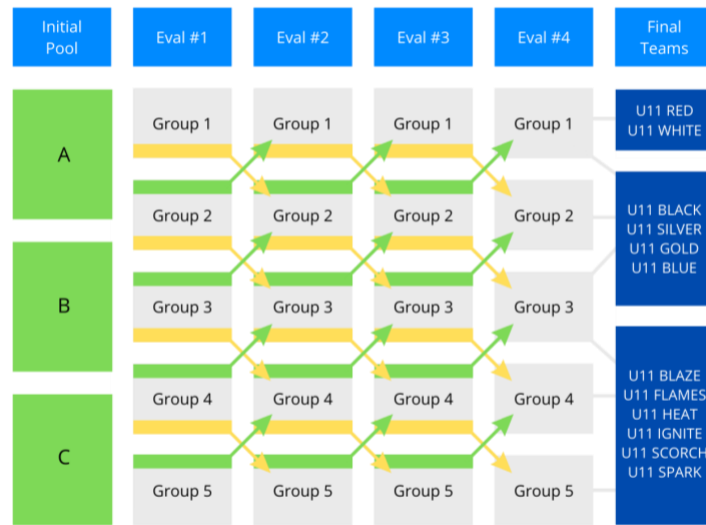 Initial
Pool
Eval #1
Eval #2
Eval #3
Eval #4
Final
Teams
A
B
C
Group 1
Group 1
Group 1
Group 1
Group 2
Group 2
Group 2
Group 2
Group 3
Group 3
Group 3
Group 3
Group 4
Group 4
Group 4
Group 4
Group 5
Group 5
Group 5
Group 5
U11 RED
U11 WHITE
U11 BLACK
U11 SILVER
U11 GOLD
U11 BLUE
U11 BLAZE
U11 FLAMES
U11 HEAT
U11 IGNITE
U11 SCORCH
U11 SPARK